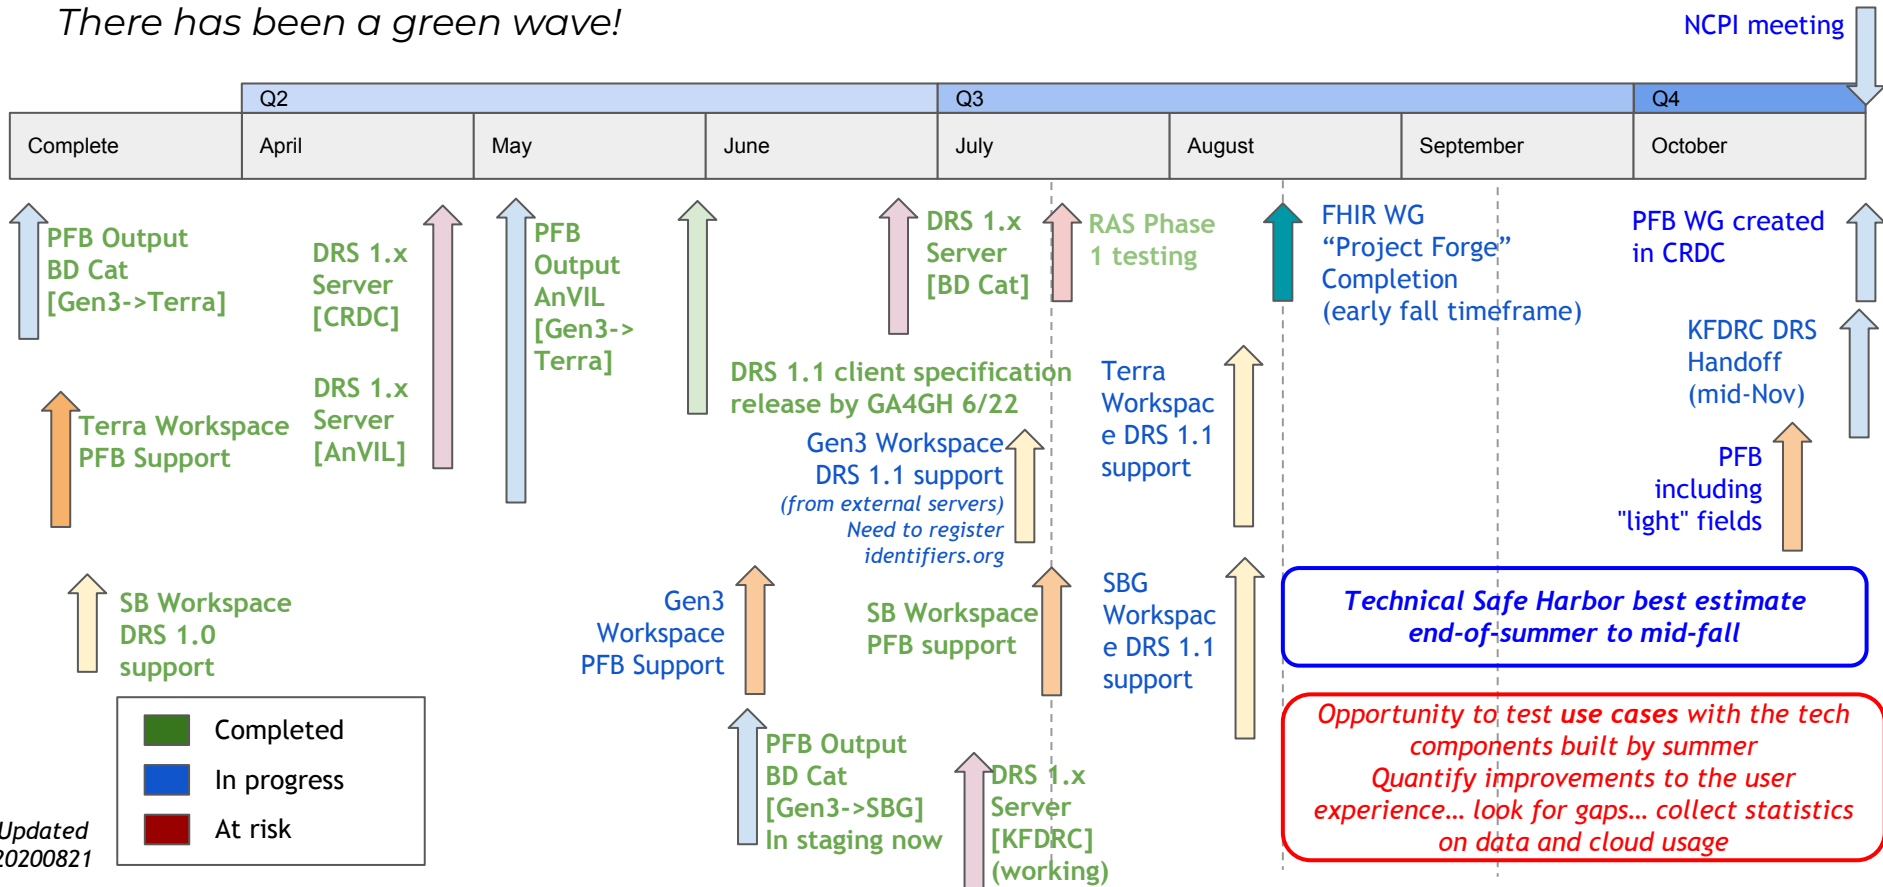 There has been a green wave!
NCPI meeting
Q2
Q3
Q4
Complete
April
May
June
July
August
September
October
PFB Output
BD Cat
[Gen3->Terra]
DRS 1.x
Server
[CRDC]
PFB
Output
AnVIL
[Gen3->
Terra]
DRS 1.x
Server
[BD Cat]
RAS Phase
1 testing
FHIR WG
“Project Forge”
Completion
(early fall timeframe)
PFB WG created
in CRDC
Terra Workspace
PFB Support
DRS 1.x
Server
[AnVIL]
DRS 1.1 client specification
release by GA4GH 6/22
Gen3 Workspace
DRS 1.1 support
(from external servers)
Need to register
identifiers.org
Terra
Workspac
e DRS 1.1
support
KFDRC DRS
Handoff
(mid-Nov)
PFB
including
"light" fields
SB Workspace
DRS 1.0
support
Gen3
Workspace
PFB Support
SB Workspace
PFB support
SBG
Workspac
e DRS 1.1
support
Technical Safe Harbor best estimate
end-of-summer to mid-fall
PFB Output
BD Cat
[Gen3->SBG]
In staging now
DRS 1.x
Server
[KFDRC]
(working)
Opportunity to test use cases with the tech
components built by summer
Quantify improvements to the user
experience… look for gaps… collect statistics
on data and cloud usage
Completed
In progress
At risk
Updated
20200821